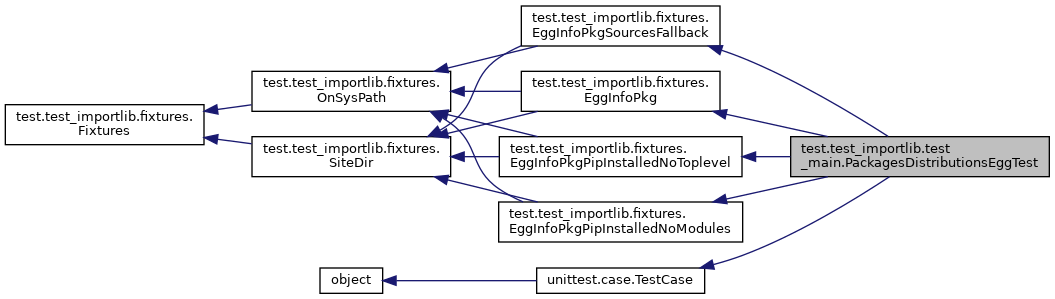 test.test_importlib.fixtures.
EggInfoPkgSourcesFallback
test.test_importlib.fixtures.
OnSysPath
test.test_importlib.fixtures.
EggInfoPkg
test.test_importlib.fixtures.
Fixtures
test.test_importlib.fixtures.
SiteDir
test.test_importlib.fixtures.
EggInfoPkgPipInstalledNoToplevel
test.test_importlib.test
_main.PackagesDistributionsEggTest
test.test_importlib.fixtures.
EggInfoPkgPipInstalledNoModules
object
unittest.case.TestCase